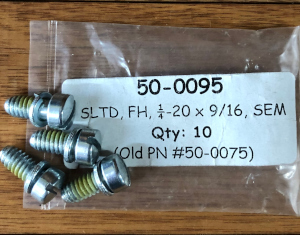 50-0095
SLTD, FH, ¼-20 x 9/16, SEM
Qty: 10
(Old PN #50-0075)